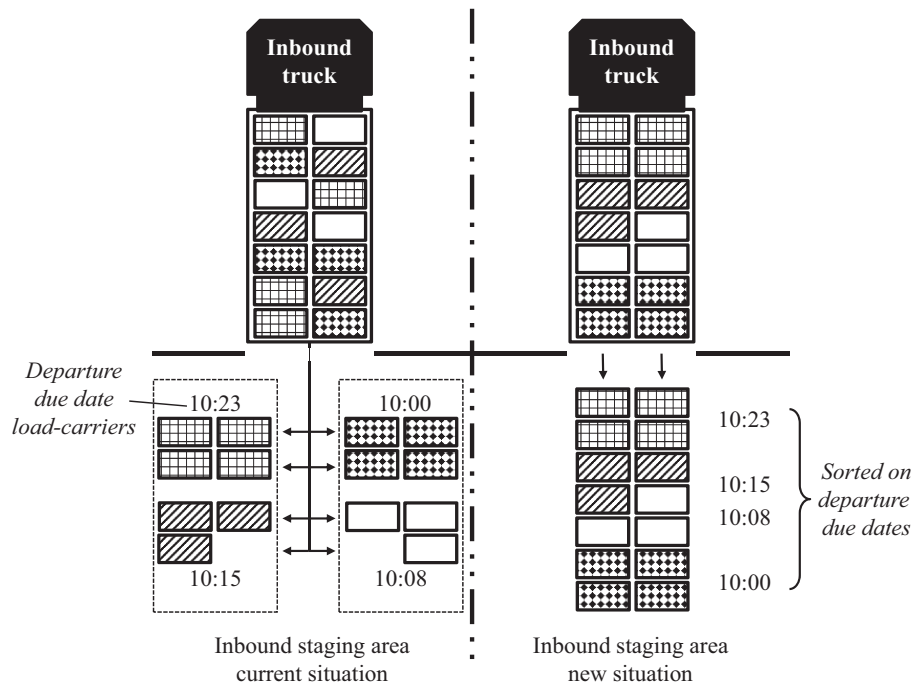 Inbound
truck
Inbound
truck
Departure
due date
load-carriers
10:23
10:00
10:15
10:08
10:23
10:15
10:08
10:00
Sorted on
departure
due dates
Inbound staging area
current situation
Inbound staging area
new situation